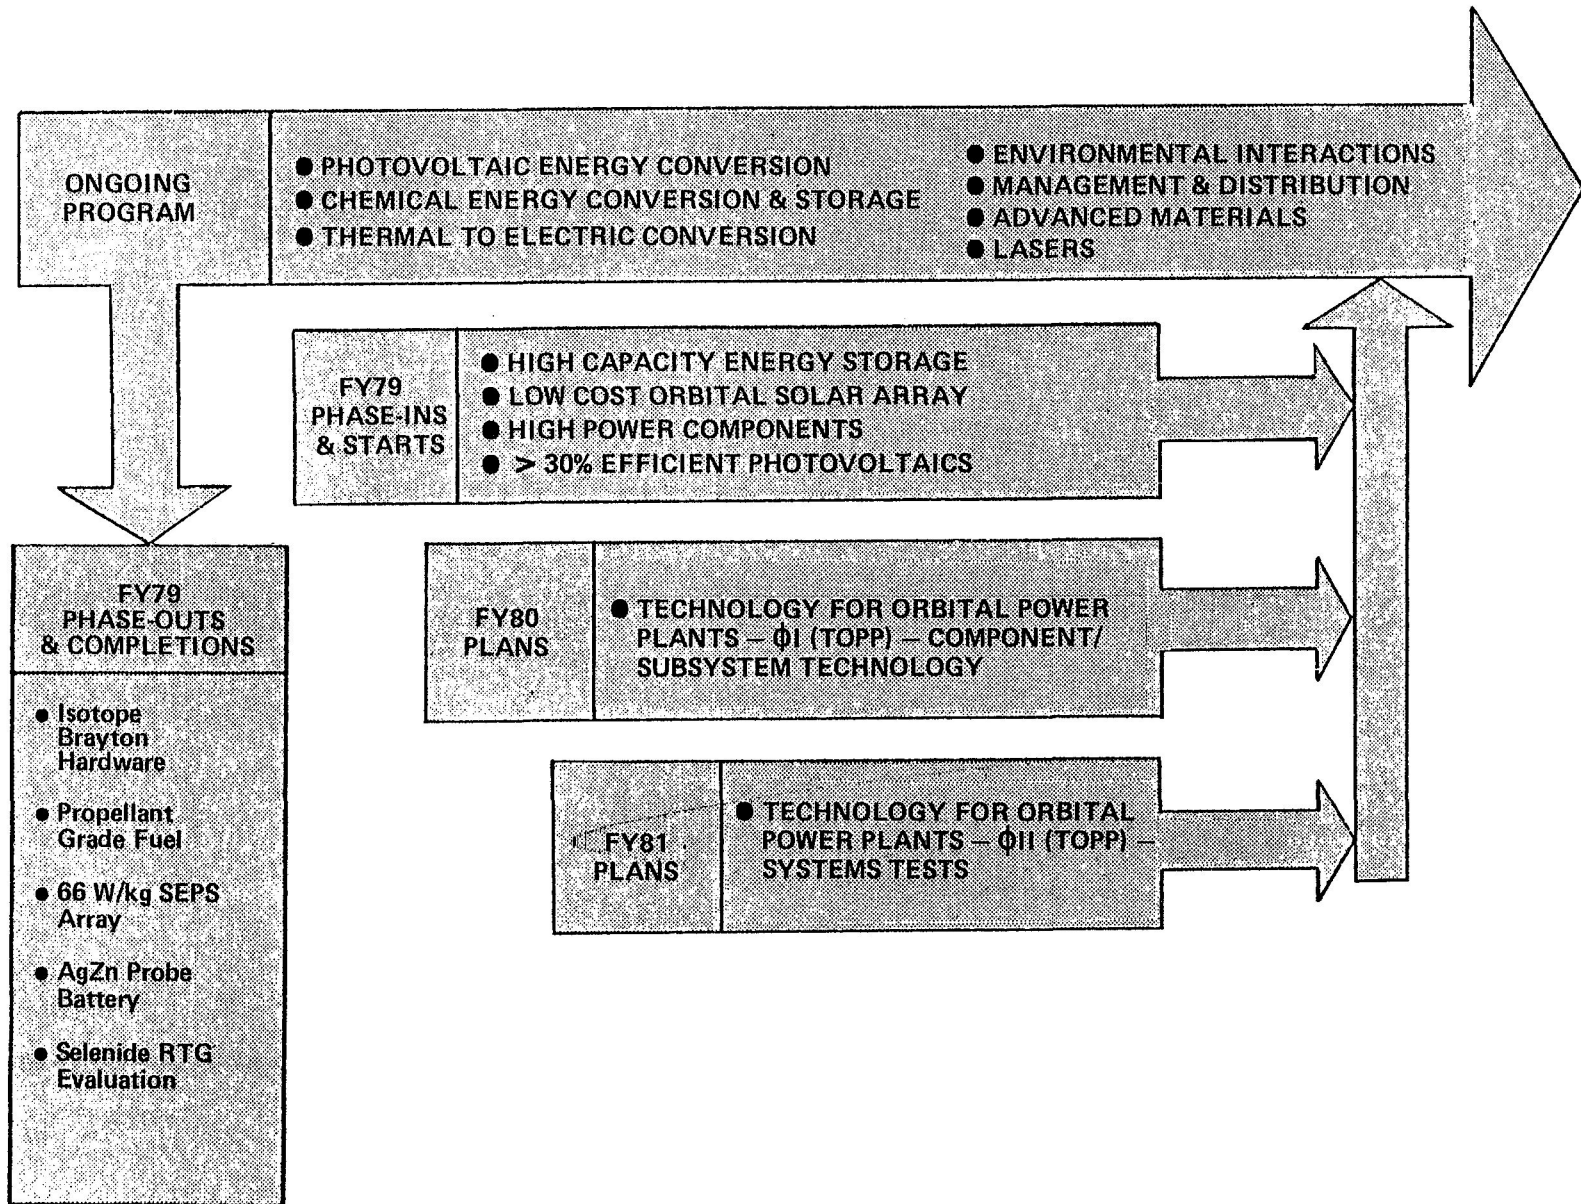 ONGOING
PROGRAM
● PHOTOVOLTAIC ENERGY CONVERSION
● CHEMICAL ENERGY CONVERSION & STORAGE
● THERMAL TO ELECTRIC CONVERSION
● ENVIRONMENTAL INTERACTIONS
● MANAGEMENT & DISTRIBUTION
● ADVANCED MATERIALS
● LASERS
FY79
PHASE-INS
& STARTS
● HIGH CAPACITY ENERGY STORAGE
● LOW COST ORBITAL SOLAR ARRAY
● HIGH POWER COMPONENTS
● > 30% EFFICIENT PHOTOVOLTAICS
FY79
PHASE-OUTS
& COMPLETIONS
● Isotope
Brayton
Hardware
● Propellant
Grade Fuel
● 66 W/kg SEPS
Array
● AgZn Probe
Battery
● Selenide RTG
Evaluation
FY80
PLANS
● TECHNOLOGY FOR ORBITAL POWER
PLANTS – ΦI (TOPP) – COMPONENT/
SUBSYSTEM TECHNOLOGY
FY81
PLANS
● TECHNOLOGY FOR ORBITAL
POWER PLANTS – ΦII (TOPP) –
SYSTEMS TESTS